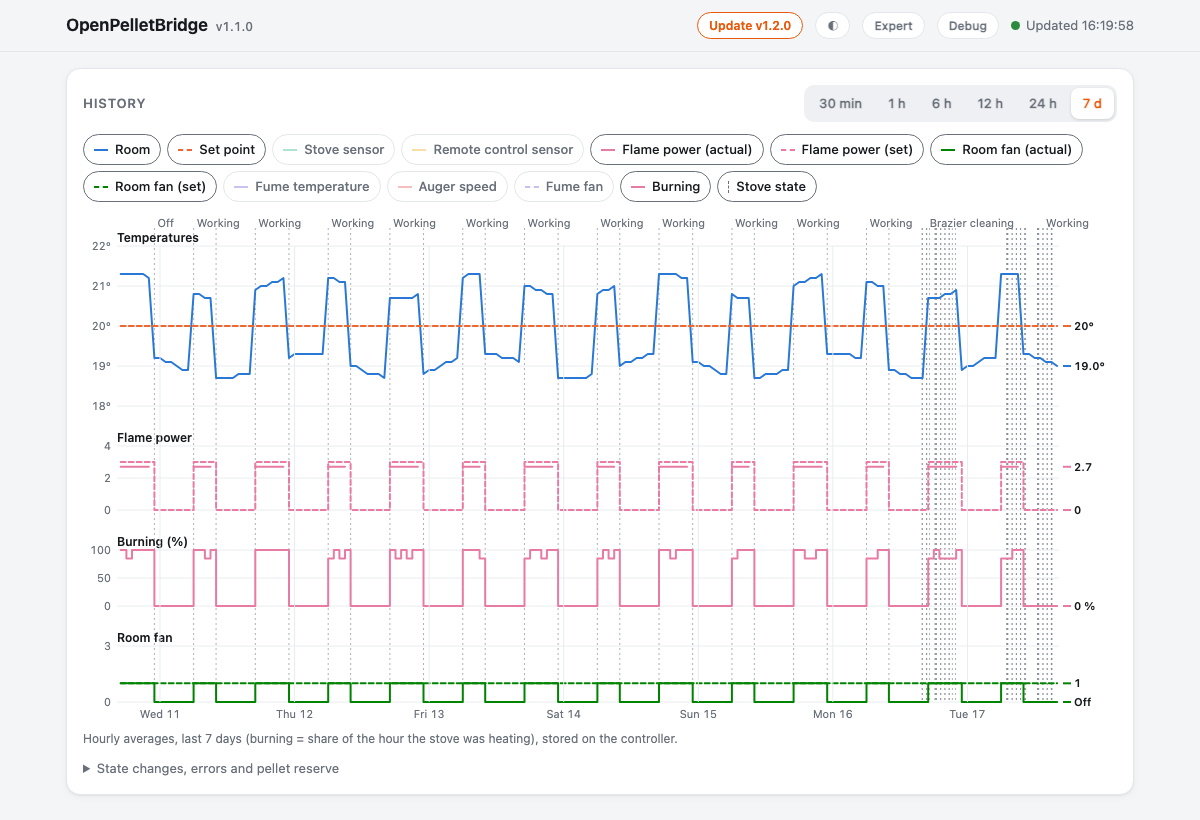 OpenPelletBridge v1.1.0
Update v1.2.0
Expert
Debug
Updated 16:19:58
HISTORY
30 min 1 h 6 h 12 h 24 h 7 d
Room Set point Stove sensor Remote control sensor Flame power (actual) Flame power (set) Room fan (actual)
Room fan (set) Fume temperature Auger speed Fume fan Burning Stove state
Off Working Working Working Working Working Working Working Working Working Working Working Brazier cleaning Working
Temperatures
22°
21°
20° 20°
19° 19.0°
18°
Flame power
4
2.7
2
0 0
Burning (%)
100
50
0 0 %
Room fan
3
1
0 Off
Wed 11 Thu 12 Fri 13 Sat 14 Sun 15 Mon 16 Tue 17
Hourly averages, last 7 days (burning = share of the hour the stove was heating), stored on the controller.
State changes, errors and pellet reserve